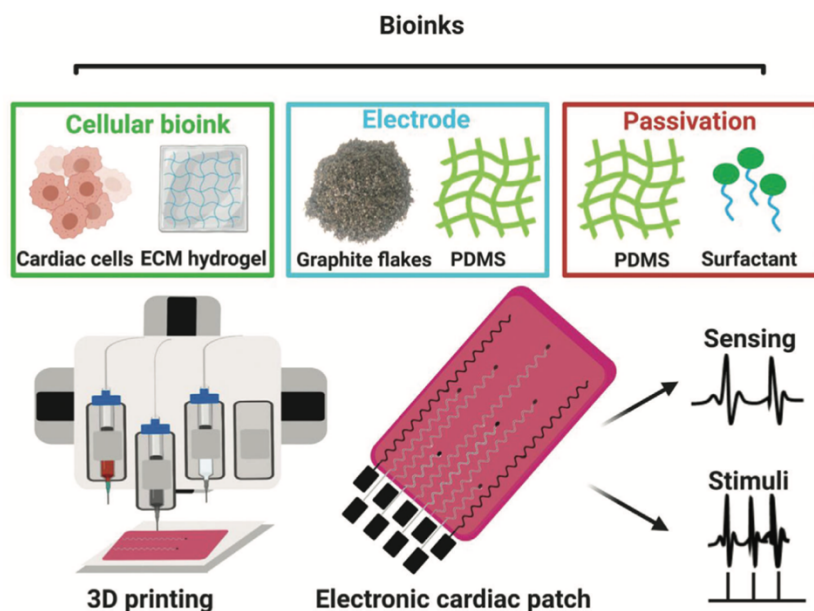 Bioinks
Cellular bioink
Electrode
Passivation
Cardiac cells
ECM hydrogel
Graphite flakes
PDMS
PDMS
Surfactant
Sensing
Stimuli
3D printing
Electronic cardiac patch